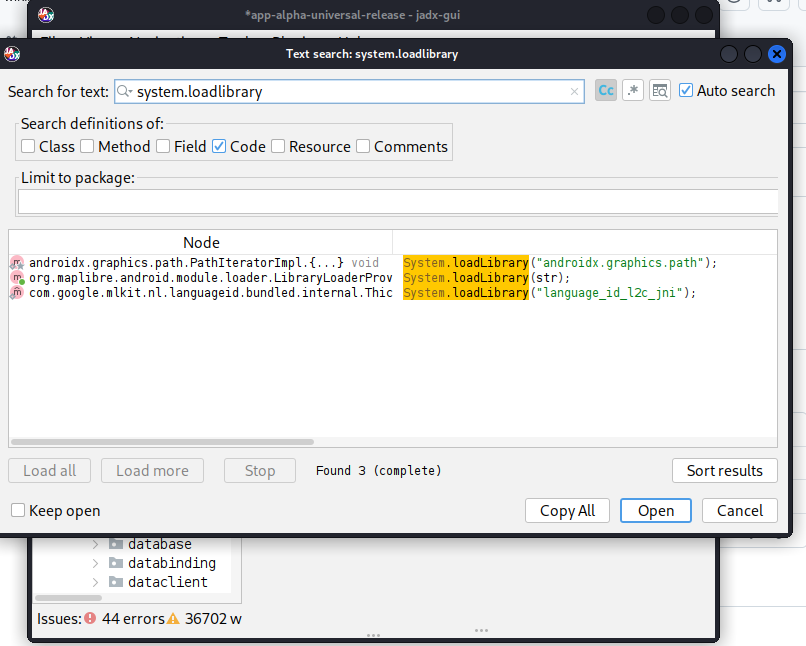 *app-alpha-universal-release - jadx-gui
Text search: system.loadlibrary
Search for text: system.loadlibrary Cc .* Auto search
Search definitions of:
Class Method Field Code Resource Comments
Limit to package:
Node
androidx.graphics.path.PathIteratorImpl.{...} void System.loadLibrary("androidx.graphics.path");
org.maplibre.android.module.loader.LibraryLoaderProv System.loadLibrary(str);
com.google.mlkit.nl.languageid.bundled.internal.Thic System.loadLibrary("language_id_l2c_jni");
Load all Load more Stop Found 3 (complete) Sort results
Keep open Copy All Open Cancel
database
databinding
dataclient
Issues: 44 errors 36702 w